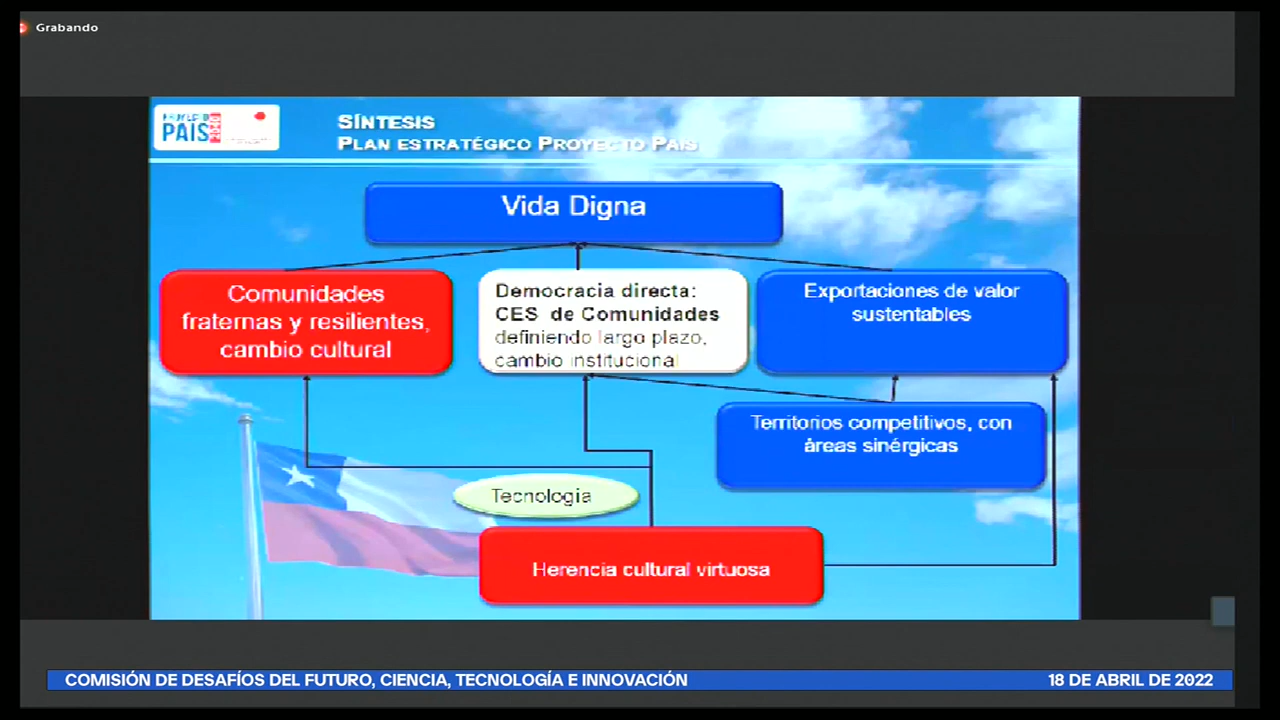 Grabando
PAÍS
SÍNTESIS
PLAN ESTRATÉGICO PROYECTO PAÍS
Vida Digna
Comunidades
fraternas y resilientes,
cambio cultural
Democracia directa:
CES de Comunidades
definiendo largo plazo,
cambio institucional
Exportaciones de valor
sustentables
Territorios competitivos, con
áreas sinérgicas
Tecnología
Herencia cultural virtuosa
COMISIÓN DE DESAFÍOS DEL FUTURO, CIENCIA, TECNOLOGÍA E INNOVACIÓN
18 DE ABRIL DE 2022